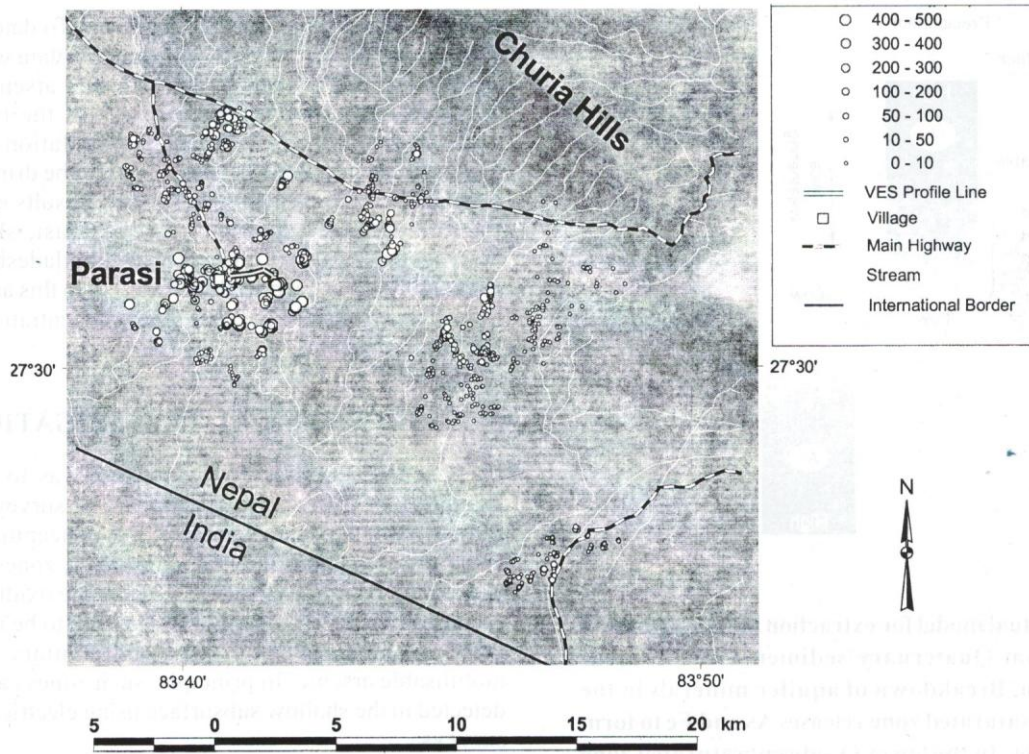 400 - 500
300 - 400
200 - 300
100 - 200
50 - 100
10 - 50
0 - 10
VES Profile Line
Village
Main Highway
Stream
International Border
Churia Hills
Parasi
27°30'
27°30'
Nepal
India
N
83°40'
83°50'
5 0 5 10 15 20 km